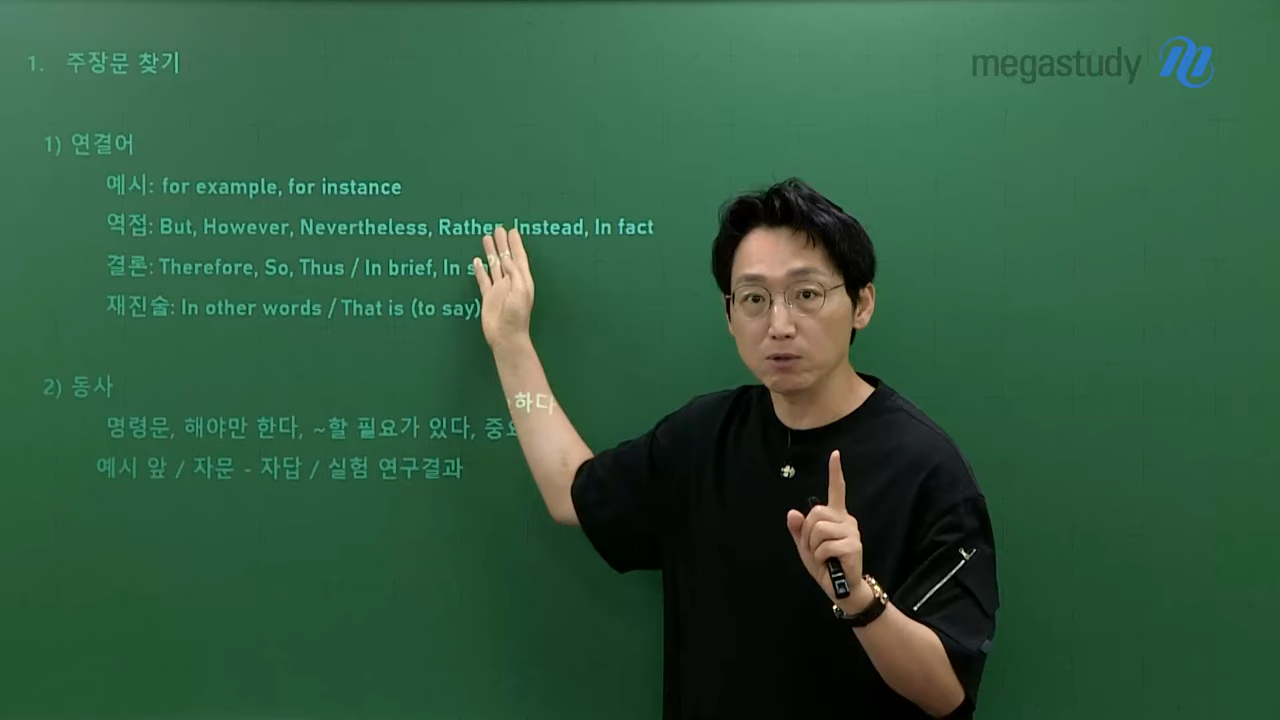 1. 주장문 찾기
megastudy
1) 연결어
예시: for example, for instance
역접: But, However, Nevertheless, Rather, Instead, In fact
결론: Therefore, So, Thus / In brief, In
재진술: In other words / That is (to say)
2) 동사
명령문, 해야만 한다, ~할 필요가 있다,
하다
예시 앞 / 자문 - 자답 / 실험 연구결과